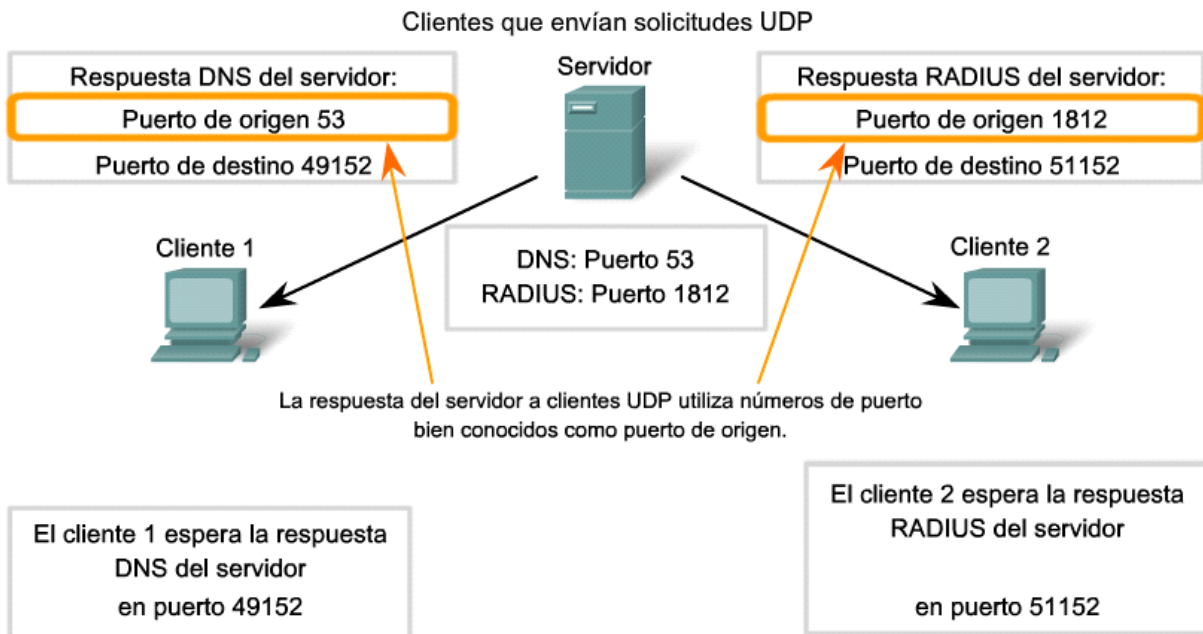 Clientes que envían solicitudes UDP
Respuesta DNS del servidor:
Puerto de origen 53
Puerto de destino 49152
Servidor
Respuesta RADIUS del servidor:
Puerto de origen 1812
Puerto de destino 51152
Cliente 1
DNS: Puerto 53
RADIUS: Puerto 1812
Cliente 2
La respuesta del servidor a clientes UDP utiliza números de puerto
bien conocidos como puerto de origen.
El cliente 1 espera la respuesta
DNS del servidor
en puerto 49152
El cliente 2 espera la respuesta
RADIUS del servidor
en puerto 51152